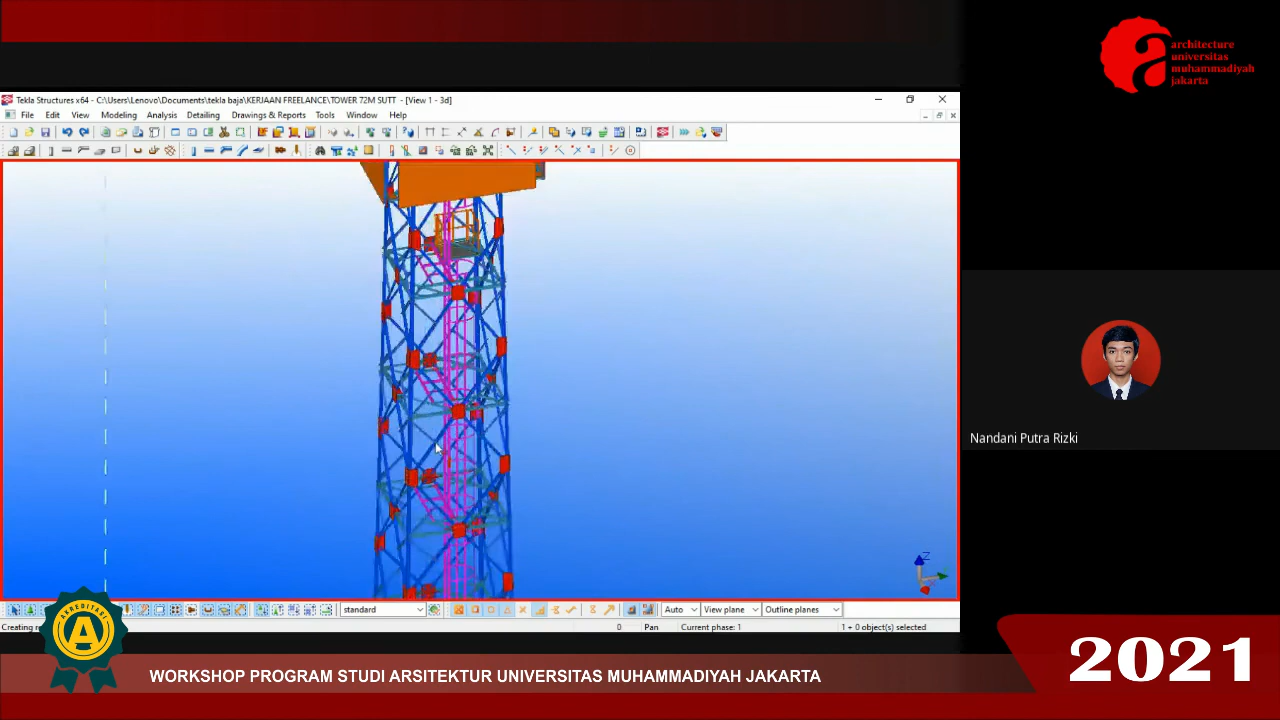 architecture
universitas
muhammadiyah
jakarta
Tekla Structures x64 - C:\Users\Lenovo\Documents\tekla baja\KERJAAN FREELANCE\TOWER 72M SUTT - [View 1 - 3d]
File Edit View Modeling Analysis Detailing Drawings & Reports Tools Window Help
Z
Nandani Putra Rizki
standard
Auto
View plane
Outline planes
0
Pan
Current phase: 1
1 + 0 object(s) selected
AKREDITASI
A
WORKSHOP PROGRAM STUDI ARSITEKTUR UNIVERSITAS MUHAMMADIYAH JAKARTA
2021